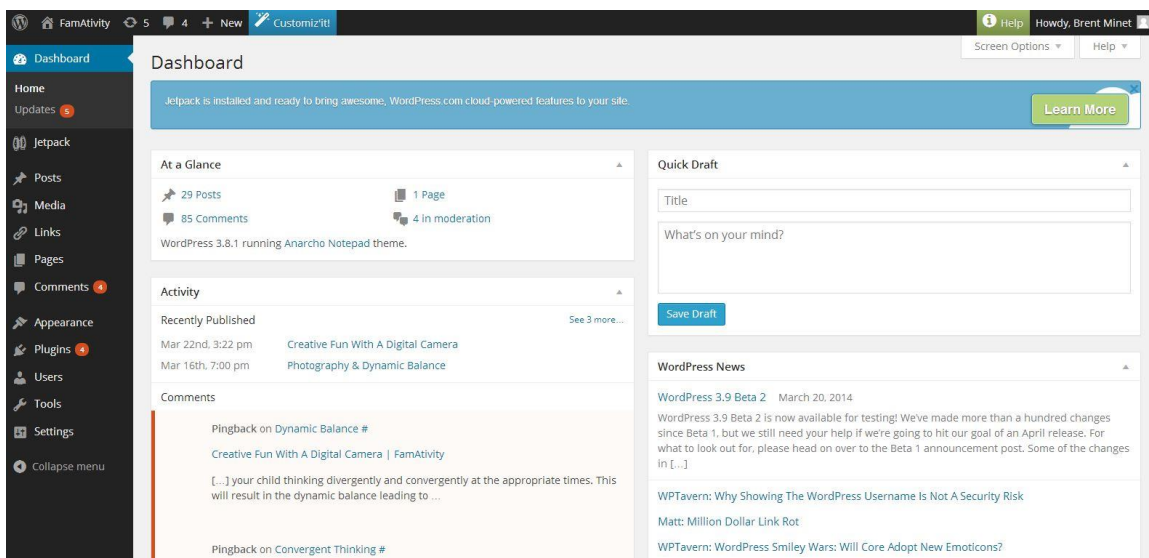 FamAtivity 5 4 + New Customiz'it! Help Howdy, Brent Minet
Screen Options Help
Dashboard
Home
Updates 5
Jetpack
Posts
Media
Links
Pages
Comments 4
Appearance
Plugins 4
Users
Tools
Settings
Collapse menu
Dashboard
Jetpack is installed and ready to bring awesome, WordPress.com cloud-powered features to your site.
Learn More
At a Glance
29 Posts 1 Page
85 Comments 4 in moderation
WordPress 3.8.1 running Anarcho Notepad theme.
Activity
Recently Published See 3 more...
Mar 22nd, 3:22 pm Creative Fun With A Digital Camera
Mar 16th, 7:00 pm Photography & Dynamic Balance
Comments
Pingback on Dynamic Balance #
Creative Fun With A Digital Camera | FamAtivity
[…] your child thinking divergently and convergently at the appropriate times. This
will result in the dynamic balance leading to …
Pingback on Convergent Thinking #
Quick Draft
Title
What's on your mind?
Save Draft
WordPress News
WordPress 3.9 Beta 2 March 20, 2014
WordPress 3.9 Beta 2 is now available for testing! We've made more than a hundred changes
since Beta 1, but we still need your help if we're going to hit our goal of an April release. For
what to look out for, please head on over to the Beta 1 announcement post. Some of the changes
in […]
WPTavern: Why Showing The WordPress Username Is Not A Security Risk
Matt: Million Dollar Link Rot
WPTavern: WordPress Smiley Wars: Will Core Adopt New Emoticons?